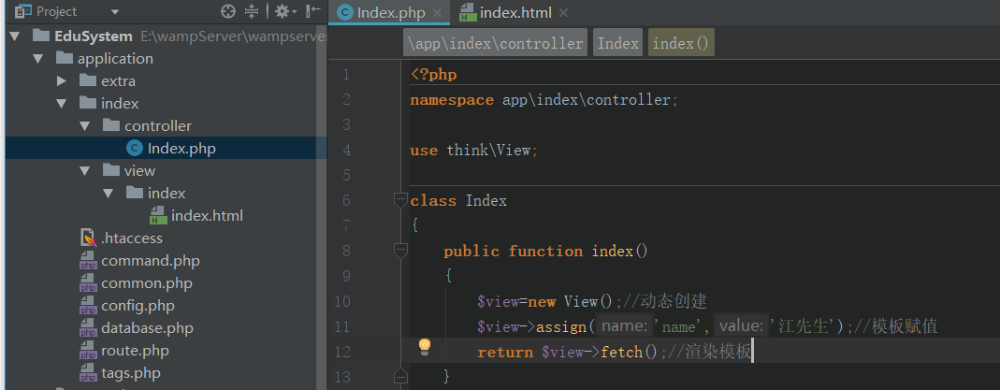 Project
EduSystem E:\wampServer\wampserver
application
extra
index
controller
Index.php
view
index
index.html
.htaccess
command.php
common.php
config.php
database.php
route.php
tags.php
Index.php
index.html
\app\index\controller
Index
index()
1 <?php
2 namespace app\index\controller;
3
4 use think\View;
5
6 class Index
7 {
8 public function index()
9 {
10 $view=new View();//动态创建
11 $view->assign( name: 'name', value: '江先生');//模板赋值
12 return $view->fetch();//渲染模板
13 }